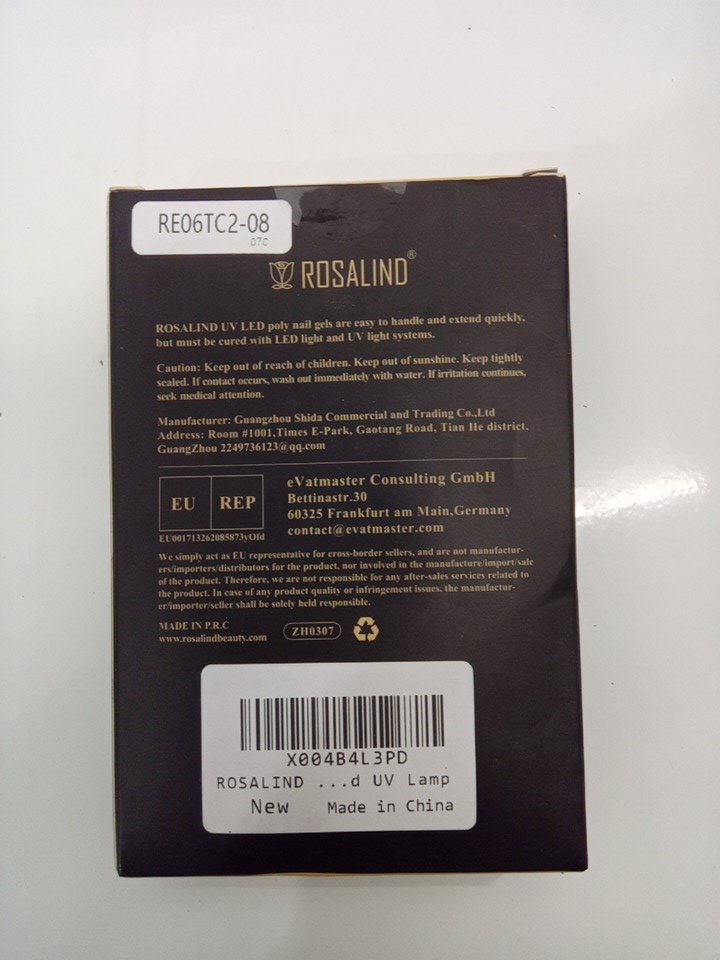 RE06TC2-08
07C
ROSALIND®
ROSALIND UV LED poly nail gels are easy to handle and extend quickly,
but must be cured with LED light and UV light systems.
Caution: Keep out of reach of children. Keep out of sunshine. Keep tightly
sealed. If contact occurs, wash out immediately with water. If irritation continues,
seek medical attention.
Manufacturer: Guangzhou Shida Commercial and Trading Co.,Ltd
Address: Room #1001,Times E-Park, Gaotang Road, Tian He district,
GuangZhou 2249736123@qq.com
EU REP
EU001713262085873yOfd
eVatmaster Consulting GmbH
Bettinastr.30
60325 Frankfurt am Main,Germany
contact@evatmaster.com
We simply act as EU representative for cross-border sellers, and are not manufactur-
ers/importers/distributors for the product, nor involved in the manufacture/import/sale
of the product. Therefore, we are not responsible for any after-sales services related to
the product. In case of any product quality or infringement issues, the manufactur-
er/importer/seller shall be solely held responsible.
MADE IN P.R.C
www.rosalindbeauty.com
ZH0307
X004B4L3PD
ROSALIND ...d UV Lamp
New Made in China